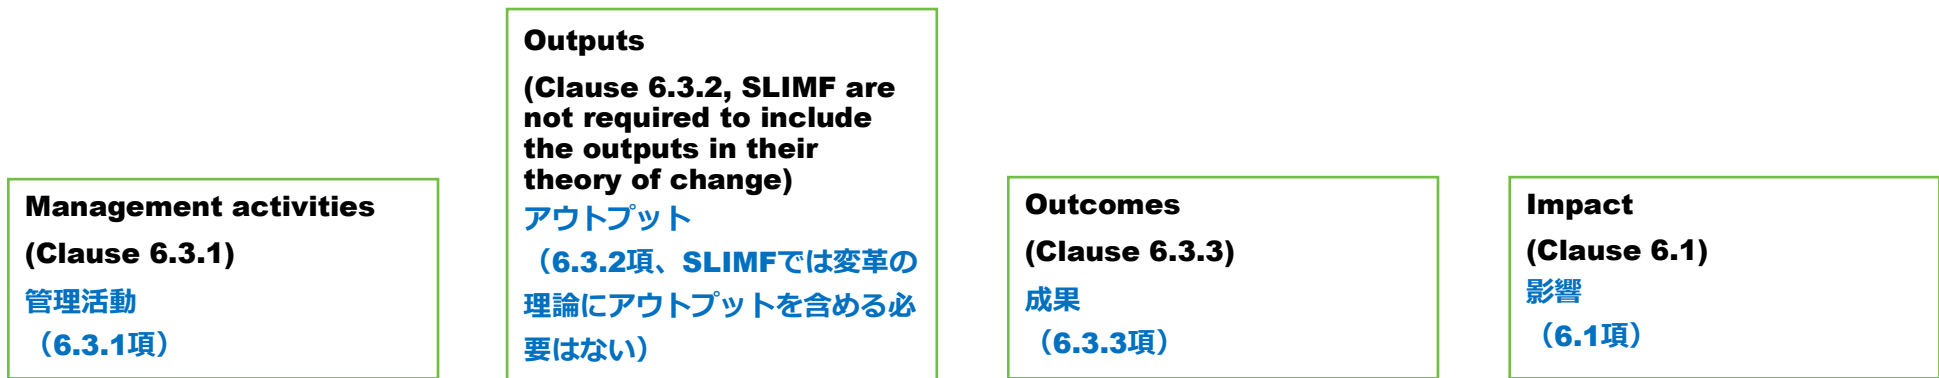 Management activities
(Clause 6.3.1)
管理活動
（6.3.1項）
Outputs
(Clause 6.3.2, SLIMF are
not required to include
the outputs in their
theory of change)
アウトプット
（6.3.2項、SLIMFでは変革の
理論にアウトプットを含める必
要はない）
Outcomes
(Clause 6.3.3)
成果
（6.3.3項）
Impact
(Clause 6.1)
影響
（6.1項）